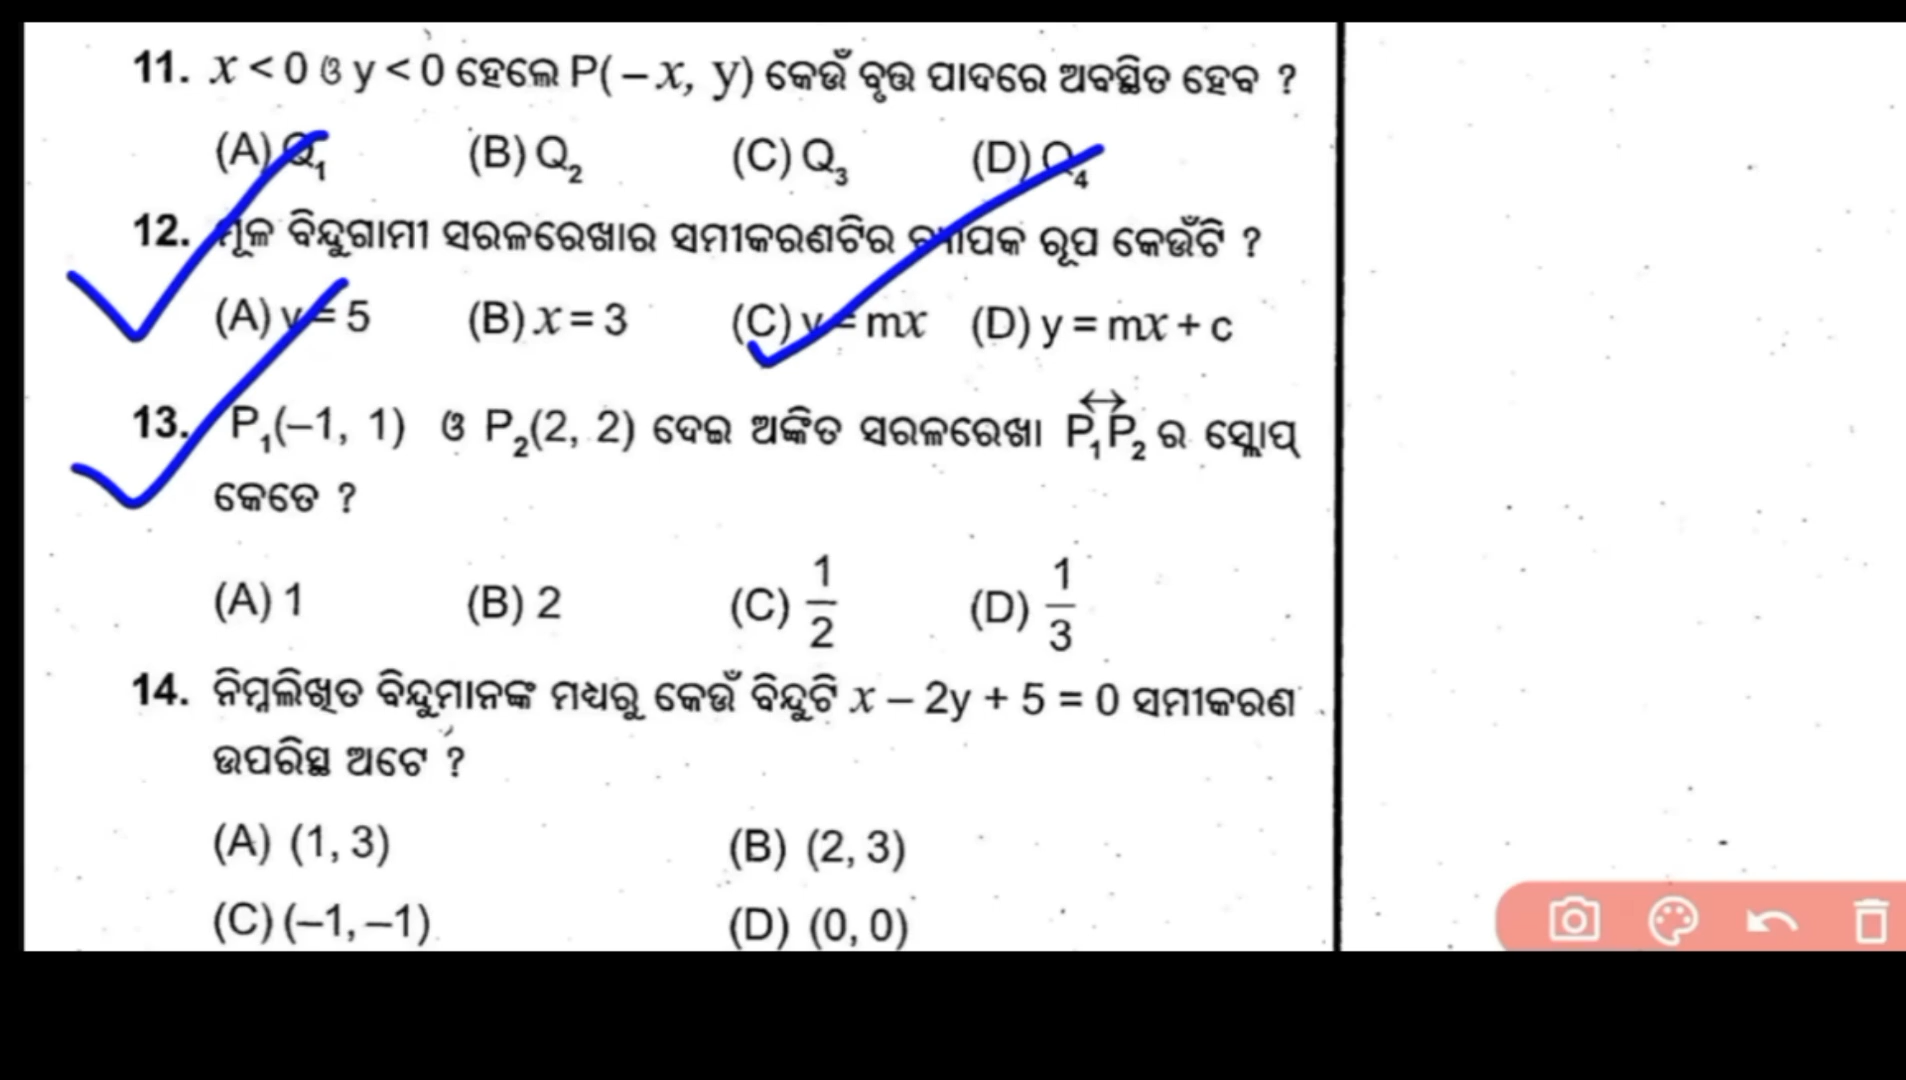 11. x < 0 ଓ y < 0 ହେଲେ P(– x, y) କେଉଁ ବୃତ୍ତ ପାଦରେ ଅବସ୍ଥିତ ହେବ ?
(A) Q₁ (B) Q₂ (C) Q₃ (D) Q₄
12. ମୂଳ ବିନ୍ଦୁଗାମୀ ସରଳରେଖାର ସମୀକରଣଟିର ବ୍ୟାପକ ରୂପ କେଉଁଟି ?
(A) y = 5 (B) x = 3 (C) y = mx (D) y = mx + c
13. P₁(–1, 1) ଓ P₂(2, 2) ଦେଇ ଅଙ୍କିତ ସରଳରେଖା P₁P₂ ର ସ୍ଲୋପ୍
କେତେ ?
(A) 1 (B) 2 (C) 1/2 (D) 1/3
14. ନିମ୍ନଲିଖିତ ବିନ୍ଦୁମାନଙ୍କ ମଧ୍ୟରୁ କେଉଁ ବିନ୍ଦୁଟି x – 2y + 5 = 0 ସମୀକରଣ
ଉପରିସ୍ଥ ଅଟେ ?
(A) (1, 3) (B) (2, 3)
(C) (–1, –1) (D) (0, 0)